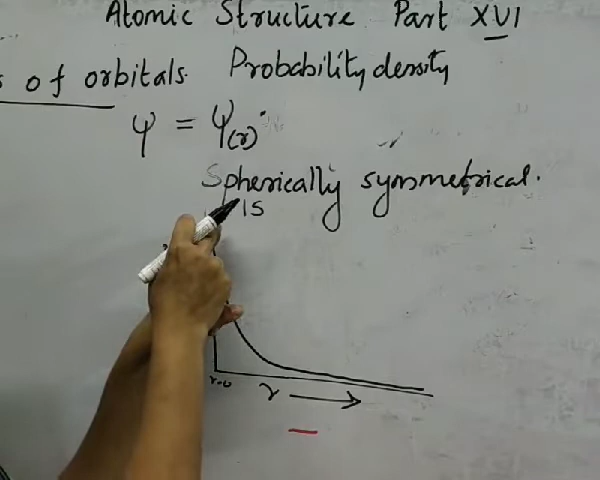 Atomic Structure Part XVI
s of orbitals. Probability density
ψ = ψ(r)
Spherically symmetrical.
1S
r=0
r